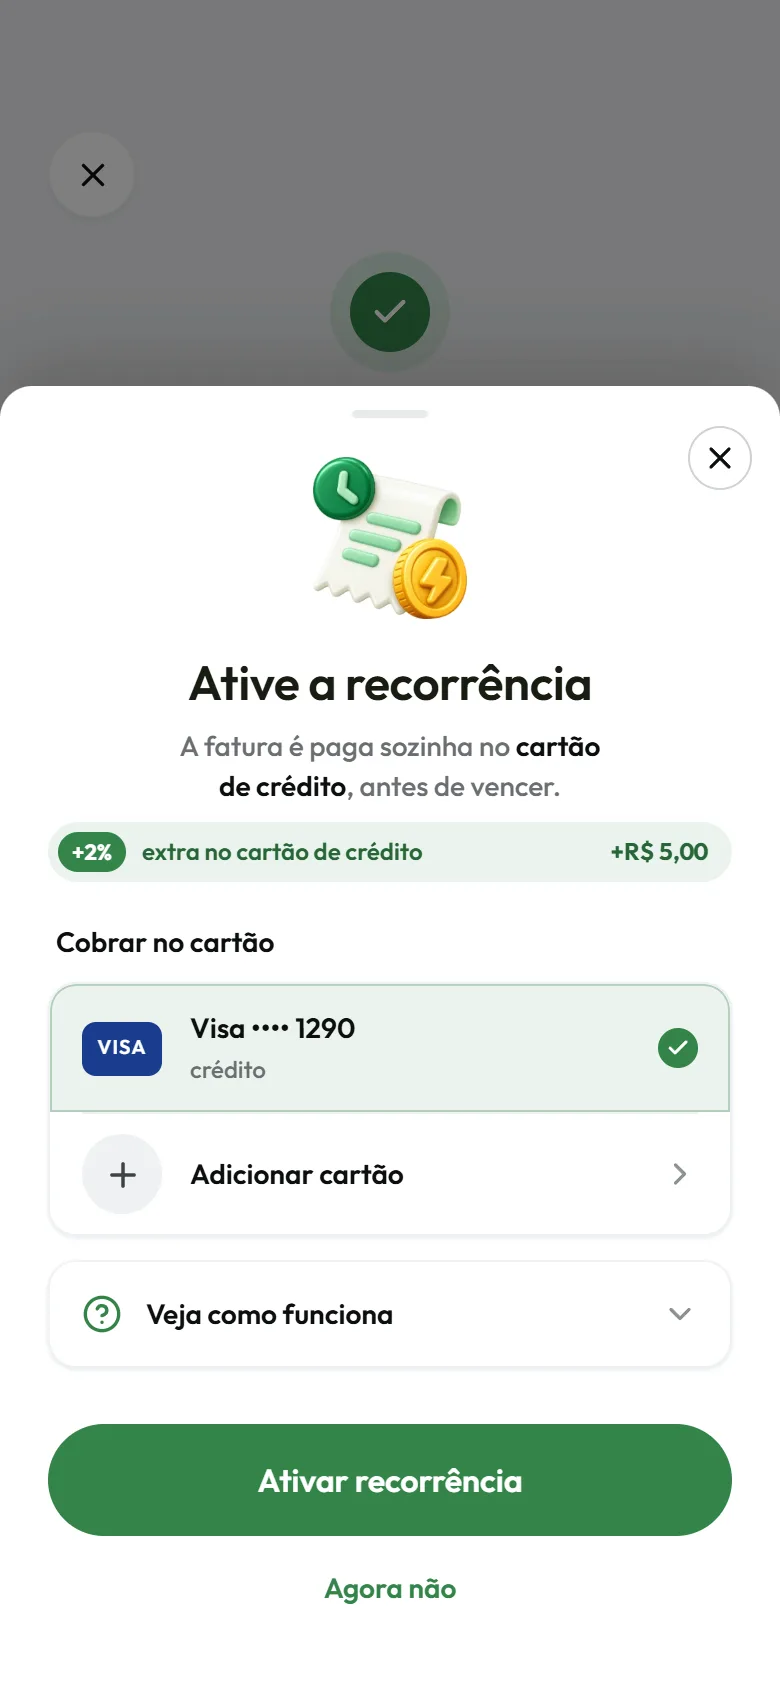 Ative a recorrência
A fatura é paga sozinha no cartão
de crédito, antes de vencer.
+2% extra no cartão de crédito +R$ 5,00
Cobrar no cartão
VISA
Visa •••• 1290
crédito
Adicionar cartão
Veja como funciona
Ativar recorrência
Agora não